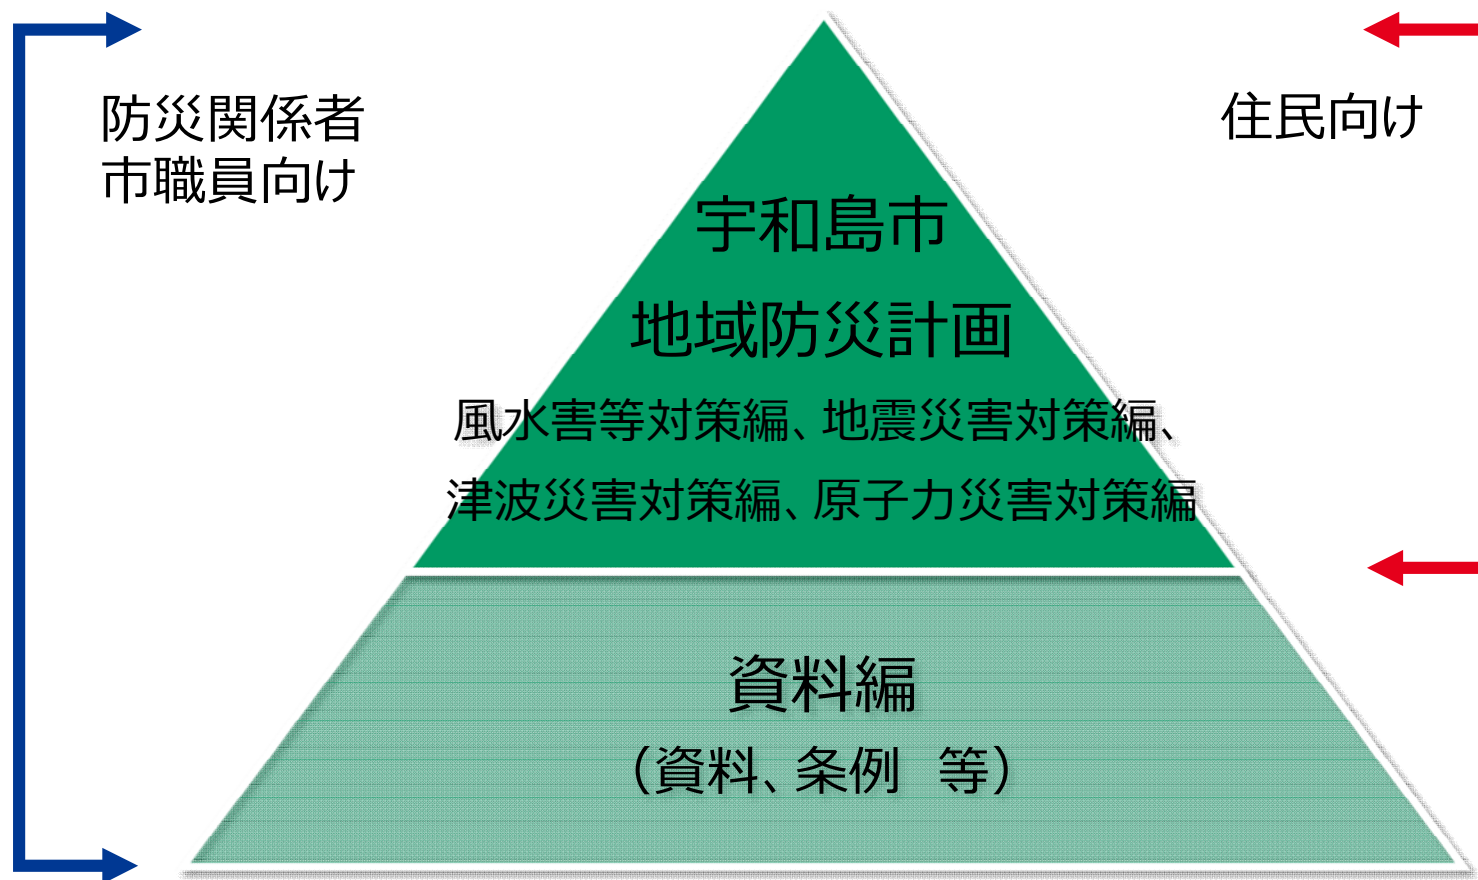 防災関係者
市職員向け
住民向け
宇和島市
地域防災計画
風水害等対策編、地震災害対策編、
津波災害対策編、原子力災害対策編
資料編
（資料、条例　等）